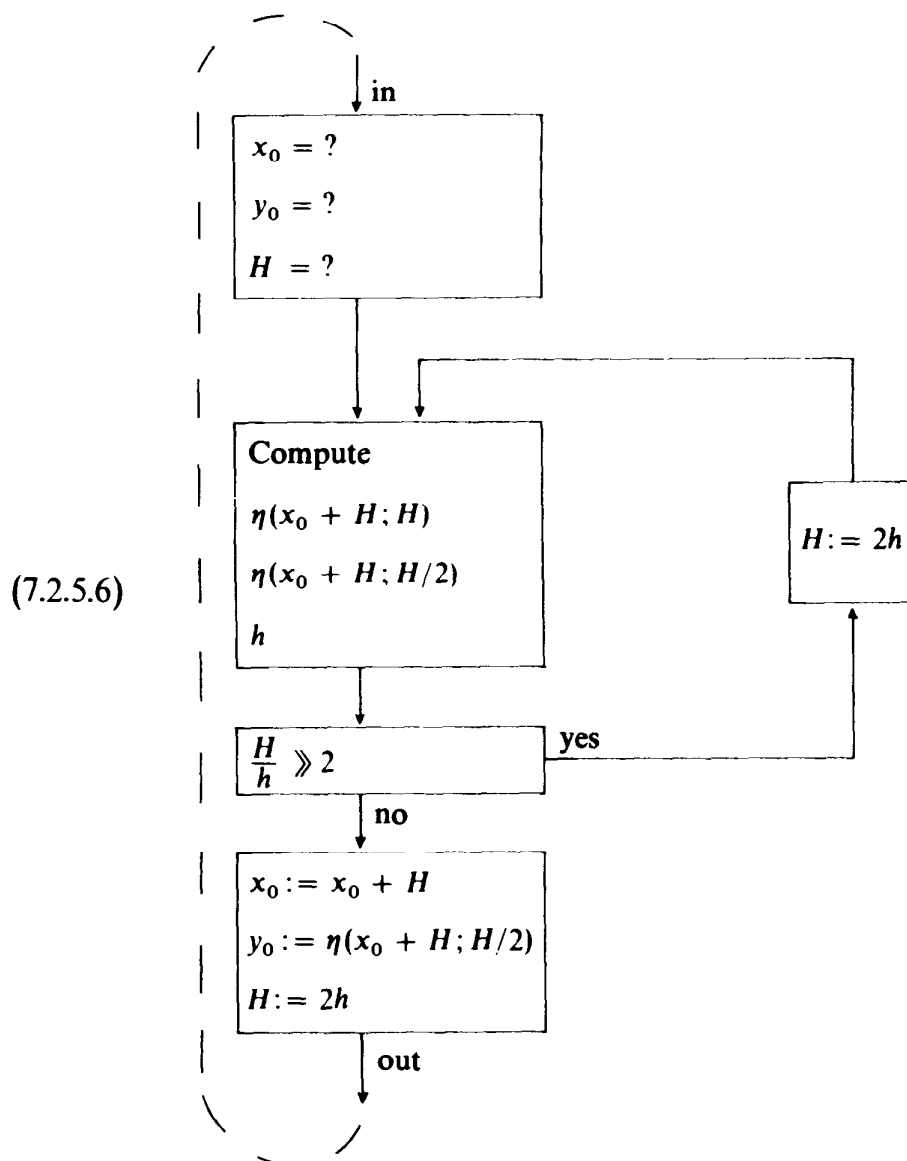 in
x₀ = ?
y₀ = ?
H = ?
Compute
η(x₀ + H; H)
η(x₀ + H; H/2)
h
H := 2h
(7.2.5.6)
H/h ≫ 2
yes
no
x₀ := x₀ + H
y₀ := η(x₀ + H; H/2)
H := 2h
out